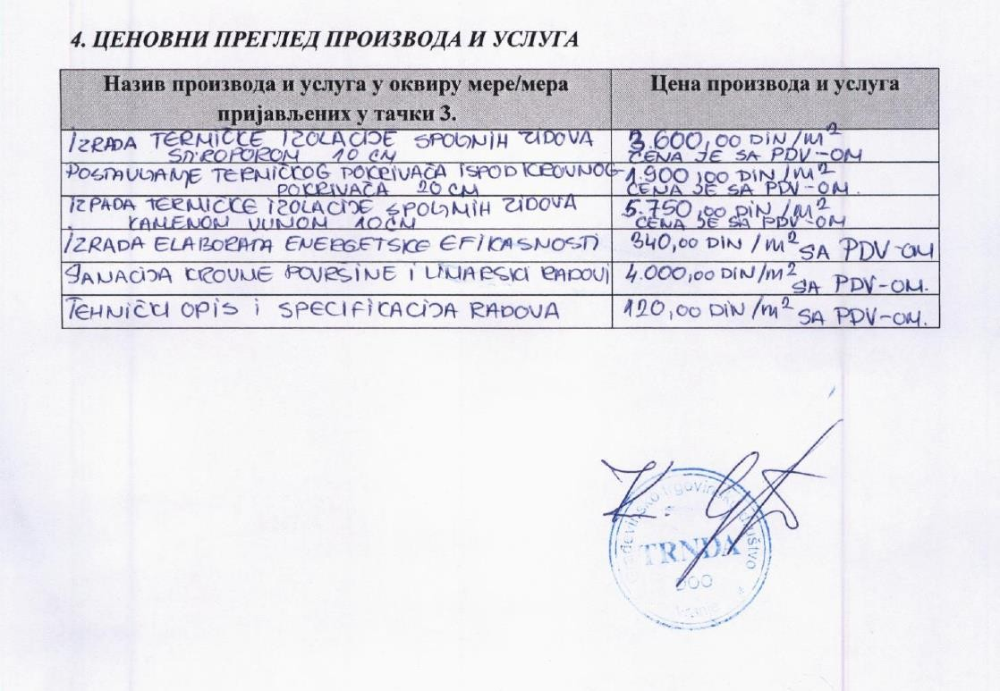 4. ЦЕНОВНИ ПРЕГЛЕД ПРОИЗВОДА И УСЛУГА
Назив производа и услуга у оквиру мере/мера
пријављених у тачки 3.
Цена производа и услуга
IZRADA TERMIČKE IZOLACIJE SPOLJNIH ZIDOVA
STIROPOROM 10 CM
3.600,00 DIN/m²
CENA JE SA PDV-OM
POSTAVLJANJE TERMIČKOG POKRIVAČA ISPOD KROVNOG
POKRIVAČA 20 CM
1.900,00 DIN/m²
CENA JE SA PDV-OM.
IZRADA TERMIČKE IZOLACIJE SPOLJNIH ZIDOVA
KAMENOM VUNOM 10CM
5.750,00 DIN/m²
CENA JE SA PDV-OM
IZRADA ELABORATA ENERGETSKE EFIKASNOSTI
340,00 DIN/m² SA PDV-OM
SANACIJA KROVNE POVRŠINE I LIMARSKI RADOVI
4.000,00 DIN/m² SA PDV-OM.
TEHNIČKI OPIS I SPECIFIKACIJA RADOVA
120,00 DIN/m² SA PDV-OM.
društvo
TRNDA
DOO